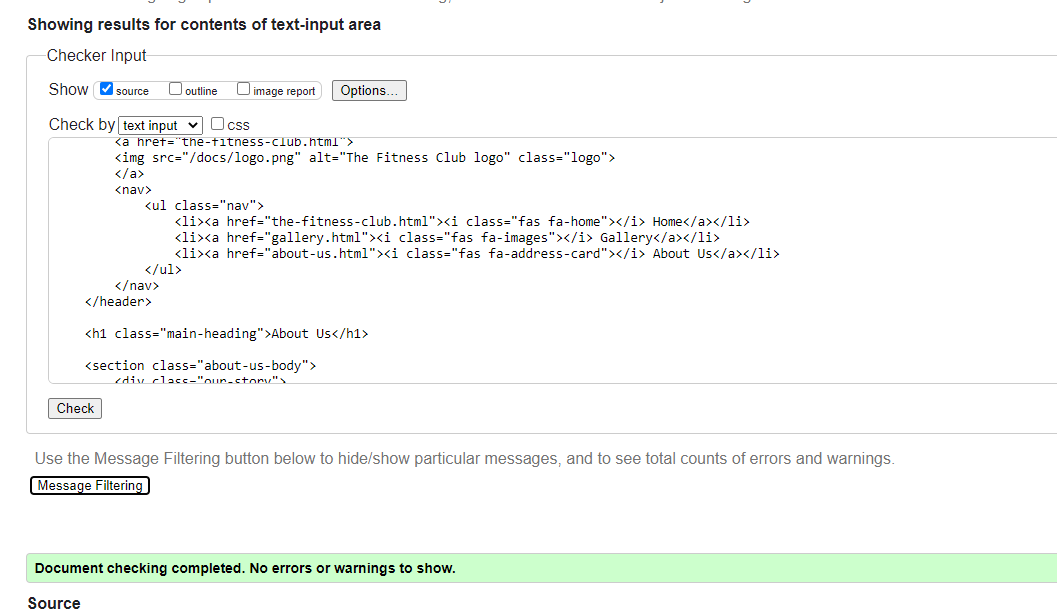 Showing results for contents of text-input area
Checker Input
Show source outline image report Options...
Check by text input css
<a href="the-fitness-club.html">
<img src="/docs/logo.png" alt="The Fitness Club logo" class="logo">
</a>
<nav>
<ul class="nav">
<li><a href="the-fitness-club.html"><i class="fas fa-home"></i> Home</a></li>
<li><a href="gallery.html"><i class="fas fa-images"></i> Gallery</a></li>
<li><a href="about-us.html"><i class="fas fa-address-card"></i> About Us</a></li>
</ul>
</nav>
</header>
<h1 class="main-heading">About Us</h1>
<section class="about-us-body">
<div class="our-story">
Check
Use the Message Filtering button below to hide/show particular messages, and to see total counts of errors and warnings.
Message Filtering
Document checking completed. No errors or warnings to show.
Source